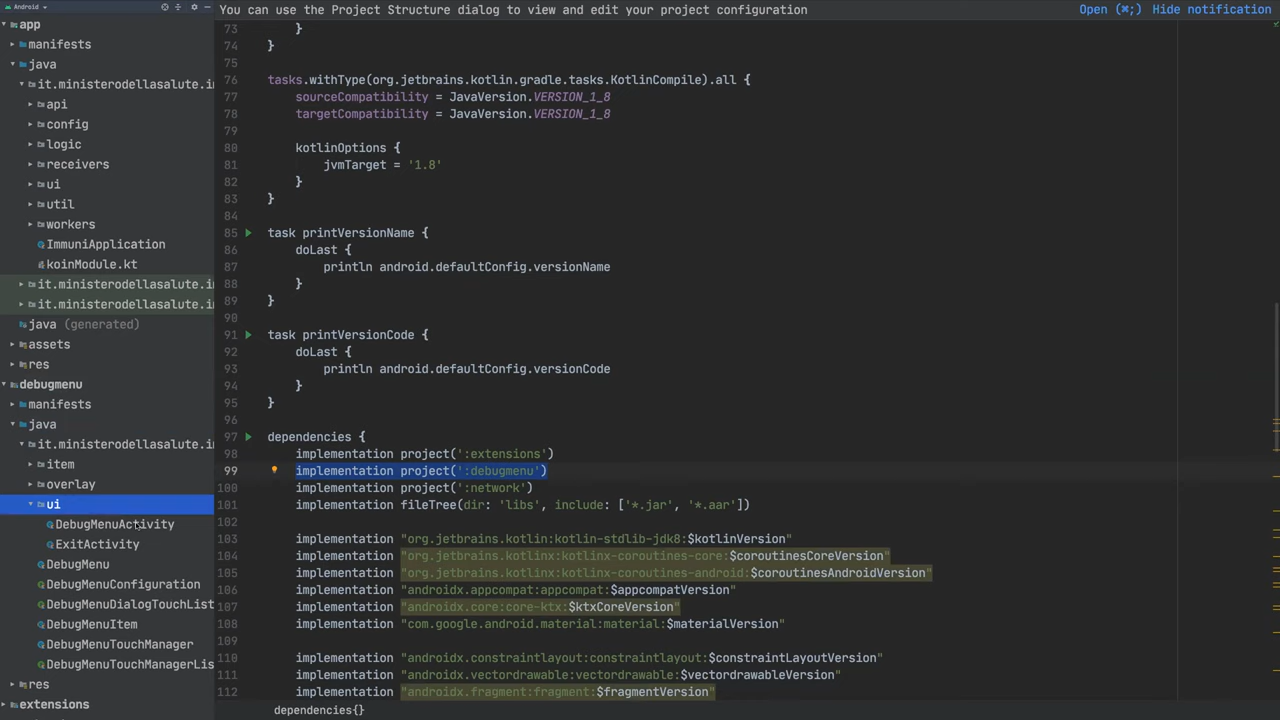 Android
You can use the Project Structure dialog to view and edit your project configuration
Open (⌘;) Hide notification
app
manifests
java
it.ministerodellasalute.i
api
config
logic
receivers
ui
util
workers
ImmuniApplication
koinModule.kt
it.ministerodellasalute.i
it.ministerodellasalute.i
java (generated)
assets
res
debugmenu
manifests
java
it.ministerodellasalute.i
item
overlay
ui
DebugMenuActivity
ExitActivity
DebugMenu
DebugMenuConfiguration
DebugMenuDialogTouchList
DebugMenuItem
DebugMenuTouchManager
DebugMenuTouchManagerLis
res
extensions
73 }
74 }
75
76 tasks.withType(org.jetbrains.kotlin.gradle.tasks.KotlinCompile).all {
77 sourceCompatibility = JavaVersion.VERSION_1_8
78 targetCompatibility = JavaVersion.VERSION_1_8
79
80 kotlinOptions {
81 jvmTarget = '1.8'
82 }
83 }
84
85 task printVersionName {
86 doLast {
87 println android.defaultConfig.versionName
88 }
89 }
90
91 task printVersionCode {
92 doLast {
93 println android.defaultConfig.versionCode
94 }
95 }
96
97 dependencies {
98 implementation project(':extensions')
99 implementation project(':debugmenu')
100 implementation project(':network')
101 implementation fileTree(dir: 'libs', include: ['*.jar', '*.aar'])
102
103 implementation "org.jetbrains.kotlin:kotlin-stdlib-jdk8:$kotlinVersion"
104 implementation "org.jetbrains.kotlinx:kotlinx-coroutines-core:$coroutinesCoreVersion"
105 implementation "org.jetbrains.kotlinx:kotlinx-coroutines-android:$coroutinesAndroidVersion"
106 implementation "androidx.appcompat:appcompat:$appcompatVersion"
107 implementation "androidx.core:core-ktx:$ktxCoreVersion"
108 implementation "com.google.android.material:material:$materialVersion"
109
110 implementation "androidx.constraintlayout:constraintlayout:$constraintLayoutVersion"
111 implementation "androidx.vectordrawable:vectordrawable:$vectordrawableVersion"
112 implementation "androidx.fragment:fragment:$fragmentVersion"
dependencies{}